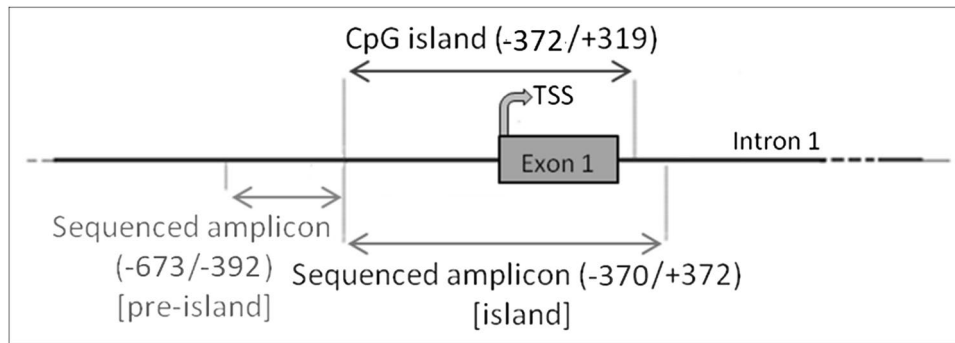 CpG island (-372/+319)
TSS
Exon 1
Intron 1
Sequenced amplicon
(-673/-392)
[pre-island]
Sequenced amplicon (-370/+372)
[island]